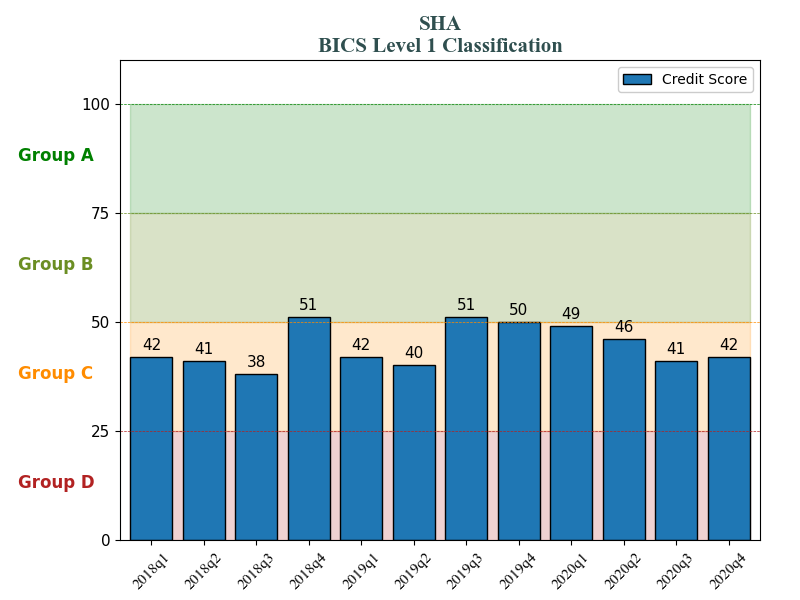 SHA
BICS Level 1 Classification
Credit Score
100
Group A
75
Group B
50
Group C
25
Group D
0
42
41
38
51
42
40
51
50
49
46
41
42
2018q1
2018q2
2018q3
2018q4
2019q1
2019q2
2019q3
2019q4
2020q1
2020q2
2020q3
2020q4